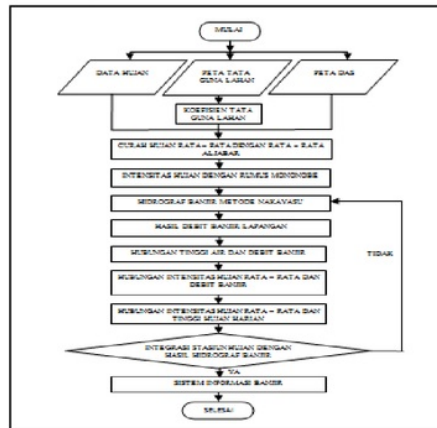 MULAI
DATA HUJAN
PETA TATA
GUNA LAHAN
PETA DAS
KOEFISIEN TATA
GUNA LAHAN
CURAH HUJAN RATA - RATA DENGAN RATA - RATA
ALJABAR
INTENSITAS HUJAN DENGAN RUMUS MONONOBE
HIDROGRAF BANJIR METODE NAKAYASU
HASIL DEBIT BANJIR LAPANGAN
HUBUNGAN TINGGI AIR DAN DEBIT BANJIR
TIDAK
HUBUNGAN INTENSITAS HUJAN RATA - RATA DAN
DEBIT BANJIR
HUBUNGAN INTENSITAS HUJAN RATA - RATA DAN
TINGGI HUJAN HARIAN
INTEGRASI STASIUN HUJAN DENGAN
HASIL HIDROGRAF BANJIR
YA
SISTEM INFORMASI BANJIR
SELESAI